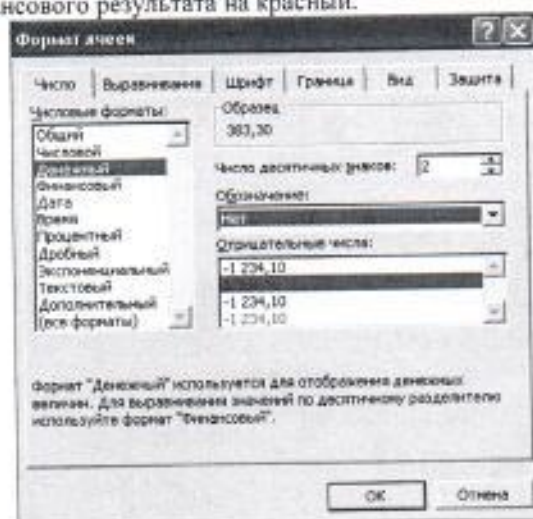 нсового результата на красный.
Формат ячеек
Число Выравнивание Шрифт Граница Вид Защита
Числовые форматы:
Общий
Числовой
Денежный
Финансовый
Дата
Время
Процентный
Дробный
Экспоненциальный
Текстовый
Дополнительный
(все форматы)
Образец
383,30
Число десятичных знаков: 2
Обозначение:
Нет
Отрицательные числа:
-1 234,10
-1 234,10
-1 234,10
Формат "Денежный" используется для отображения денежных
величин. Для выравнивания значений по десятичному разделителю
используйте формат "Финансовый".
ОК Отмена